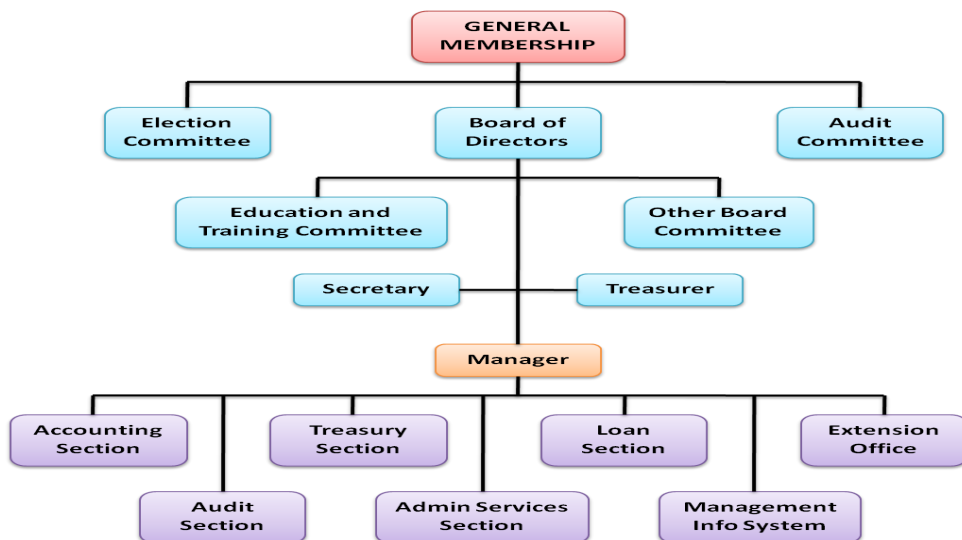 GENERAL
MEMBERSHIP
Election
Committee
Board of
Directors
Audit
Committee
Education and
Training Committee
Other Board
Committee
Secretary
Treasurer
Manager
Accounting
Section
Treasury
Section
Loan
Section
Extension
Office
Audit
Section
Admin Services
Section
Management
Info System